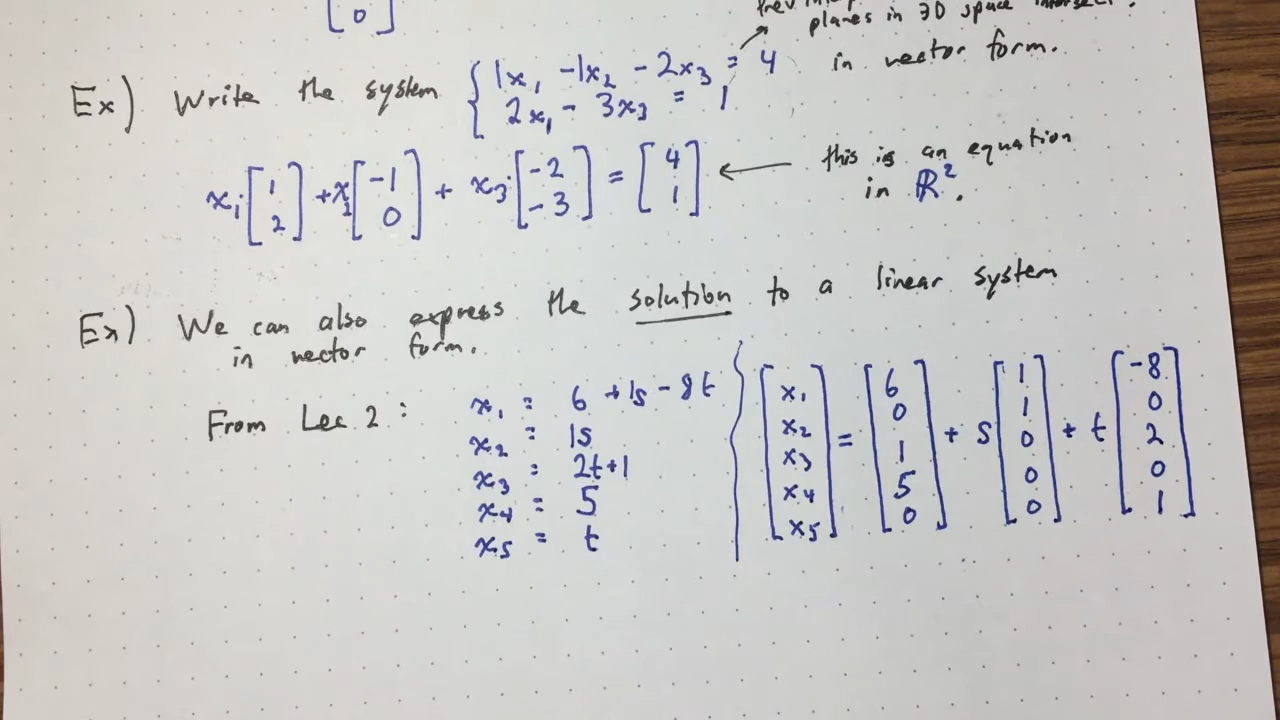 [0]
planes in 3D space intersect.
Ex) Write the system { 1x₁ - 1x₂ - 2x₃ = 4 in vector form.
2x₁ - 3x₃ = 1
x₁[1 2] + x₂[-1 0] + x₃[-2 -3] = [4 1] ← this is an equation
in ℝ².
Ex) We can also express the solution to a linear system
in vector form.
From Lec 2: x₁ = 6 + 1s - 8t
x₂ = 1s
x₃ = 2t+1
x₄ = 5
x₅ = t
[x₁ x₂ x₃ x₄ x₅] = [6 0 1 5 0] + s[1 1 0 0 0] + t[-8 0 2 0 1]